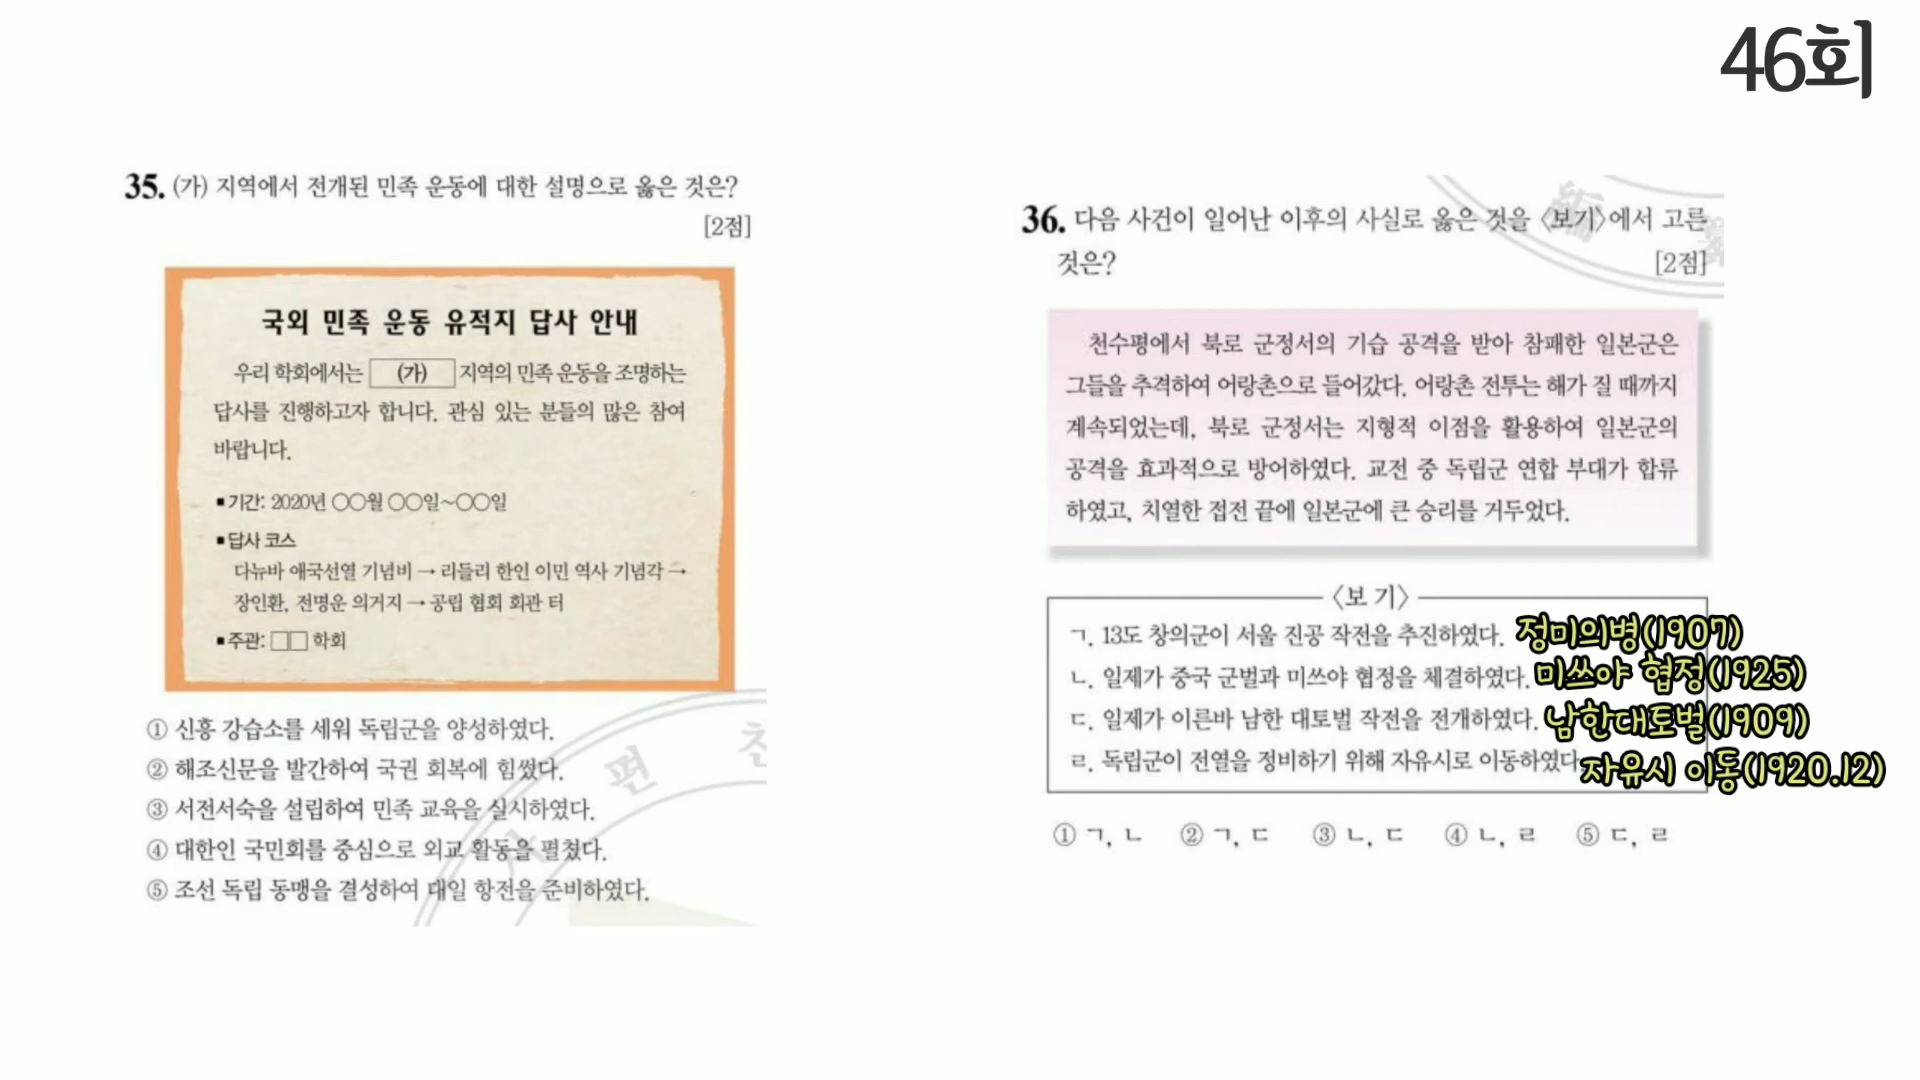 46회
35. (가) 지역에서 전개된 민족 운동에 대한 설명으로 옳은 것은?
[2점]
국외 민족 운동 유적지 답사 안내
우리 학회에서는 (가) 지역의 민족 운동을 조명하는
답사를 진행하고자 합니다. 관심 있는 분들의 많은 참여
바랍니다.
■ 기간: 2020년 ○○월 ○○일~○○일
■ 답사 코스
다뉴바 애국선열 기념비 → 리들리 한인 이민 역사 기념각 →
장인환, 전명운 의거지 → 공립 협회 회관 터
■ 주관: □□ 학회
① 신흥 강습소를 세워 독립군을 양성하였다.
② 해조신문을 발간하여 국권 회복에 힘썼다.
③ 서전서숙을 설립하여 민족 교육을 실시하였다.
④ 대한인 국민회를 중심으로 외교 활동을 펼쳤다.
⑤ 조선 독립 동맹을 결성하여 대일 항전을 준비하였다.
사 편 찬
36. 다음 사건이 일어난 이후의 사실로 옳은 것을 <보기>에서 고른
것은? [2점]
編
천수평에서 북로 군정서의 기습 공격을 받아 참패한 일본군은
그들을 추격하여 어랑촌으로 들어갔다. 어랑촌 전투는 해가 질 때까지
계속되었는데, 북로 군정서는 지형적 이점을 활용하여 일본군의
공격을 효과적으로 방어하였다. 교전 중 독립군 연합 부대가 합류
하였고, 치열한 접전 끝에 일본군에 큰 승리를 거두었다.
<보 기>
ㄱ. 13도 창의군이 서울 진공 작전을 추진하였다. 정미의병(1907)
ㄴ. 일제가 중국 군벌과 미쓰야 협정을 체결하였다. 미쓰야 협정(1925)
ㄷ. 일제가 이른바 남한 대토벌 작전을 전개하였다. 남한대토벌(1909)
ㄹ. 독립군이 전열을 정비하기 위해 자유시로 이동하였다. 자유시 이동(1920.12)
① ㄱ, ㄴ ② ㄱ, ㄷ ③ ㄴ, ㄷ ④ ㄴ, ㄹ ⑤ ㄷ, ㄹ